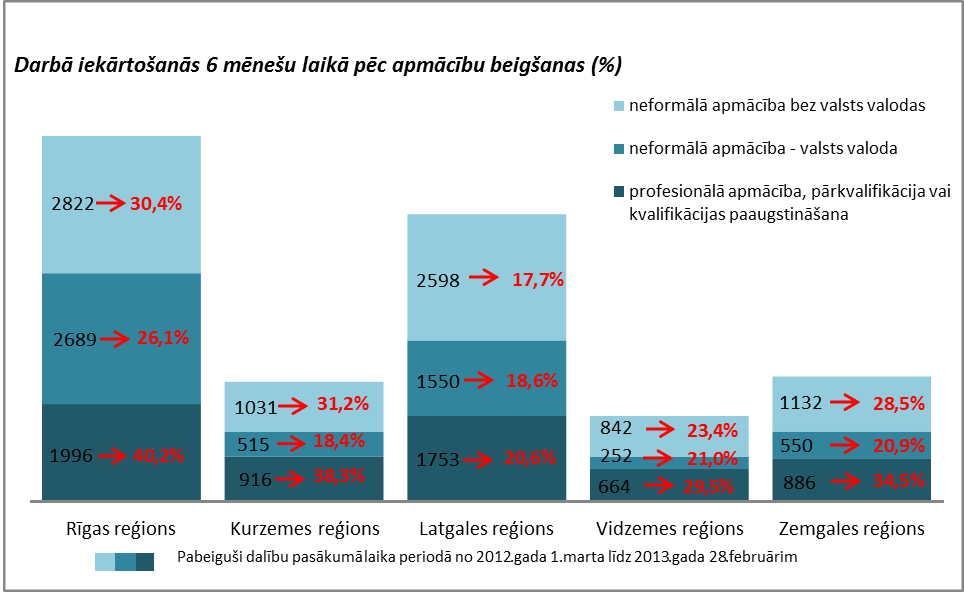 Darbā iekārtošanās 6 mēnešu laikā pēc apmācību beigšanas (%)
neformālā apmācība bez valsts valodas
neformālā apmācība - valsts valoda
profesionālā apmācība, pārkvalifikācija vai
kvalifikācijas paaugstināšana
2822 → 30,4%
2689 → 26,1%
1996 → 40,2%
1031 → 31,2%
515 → 18,4%
916 → 38,3%
2598 → 17,7%
1550 → 18,6%
1753 → 20,6%
842 → 23,4%
252 → 21,0%
664 → 29,5%
1132 → 28,5%
550 → 20,9%
886 → 34,5%
Rīgas reģions
Kurzemes reģions
Latgales reģions
Vidzemes reģions
Zemgales reģions
Pabeiguši dalību pasākumālaika periodā no 2012.gada 1.marta līdz 2013.gada 28.februārim